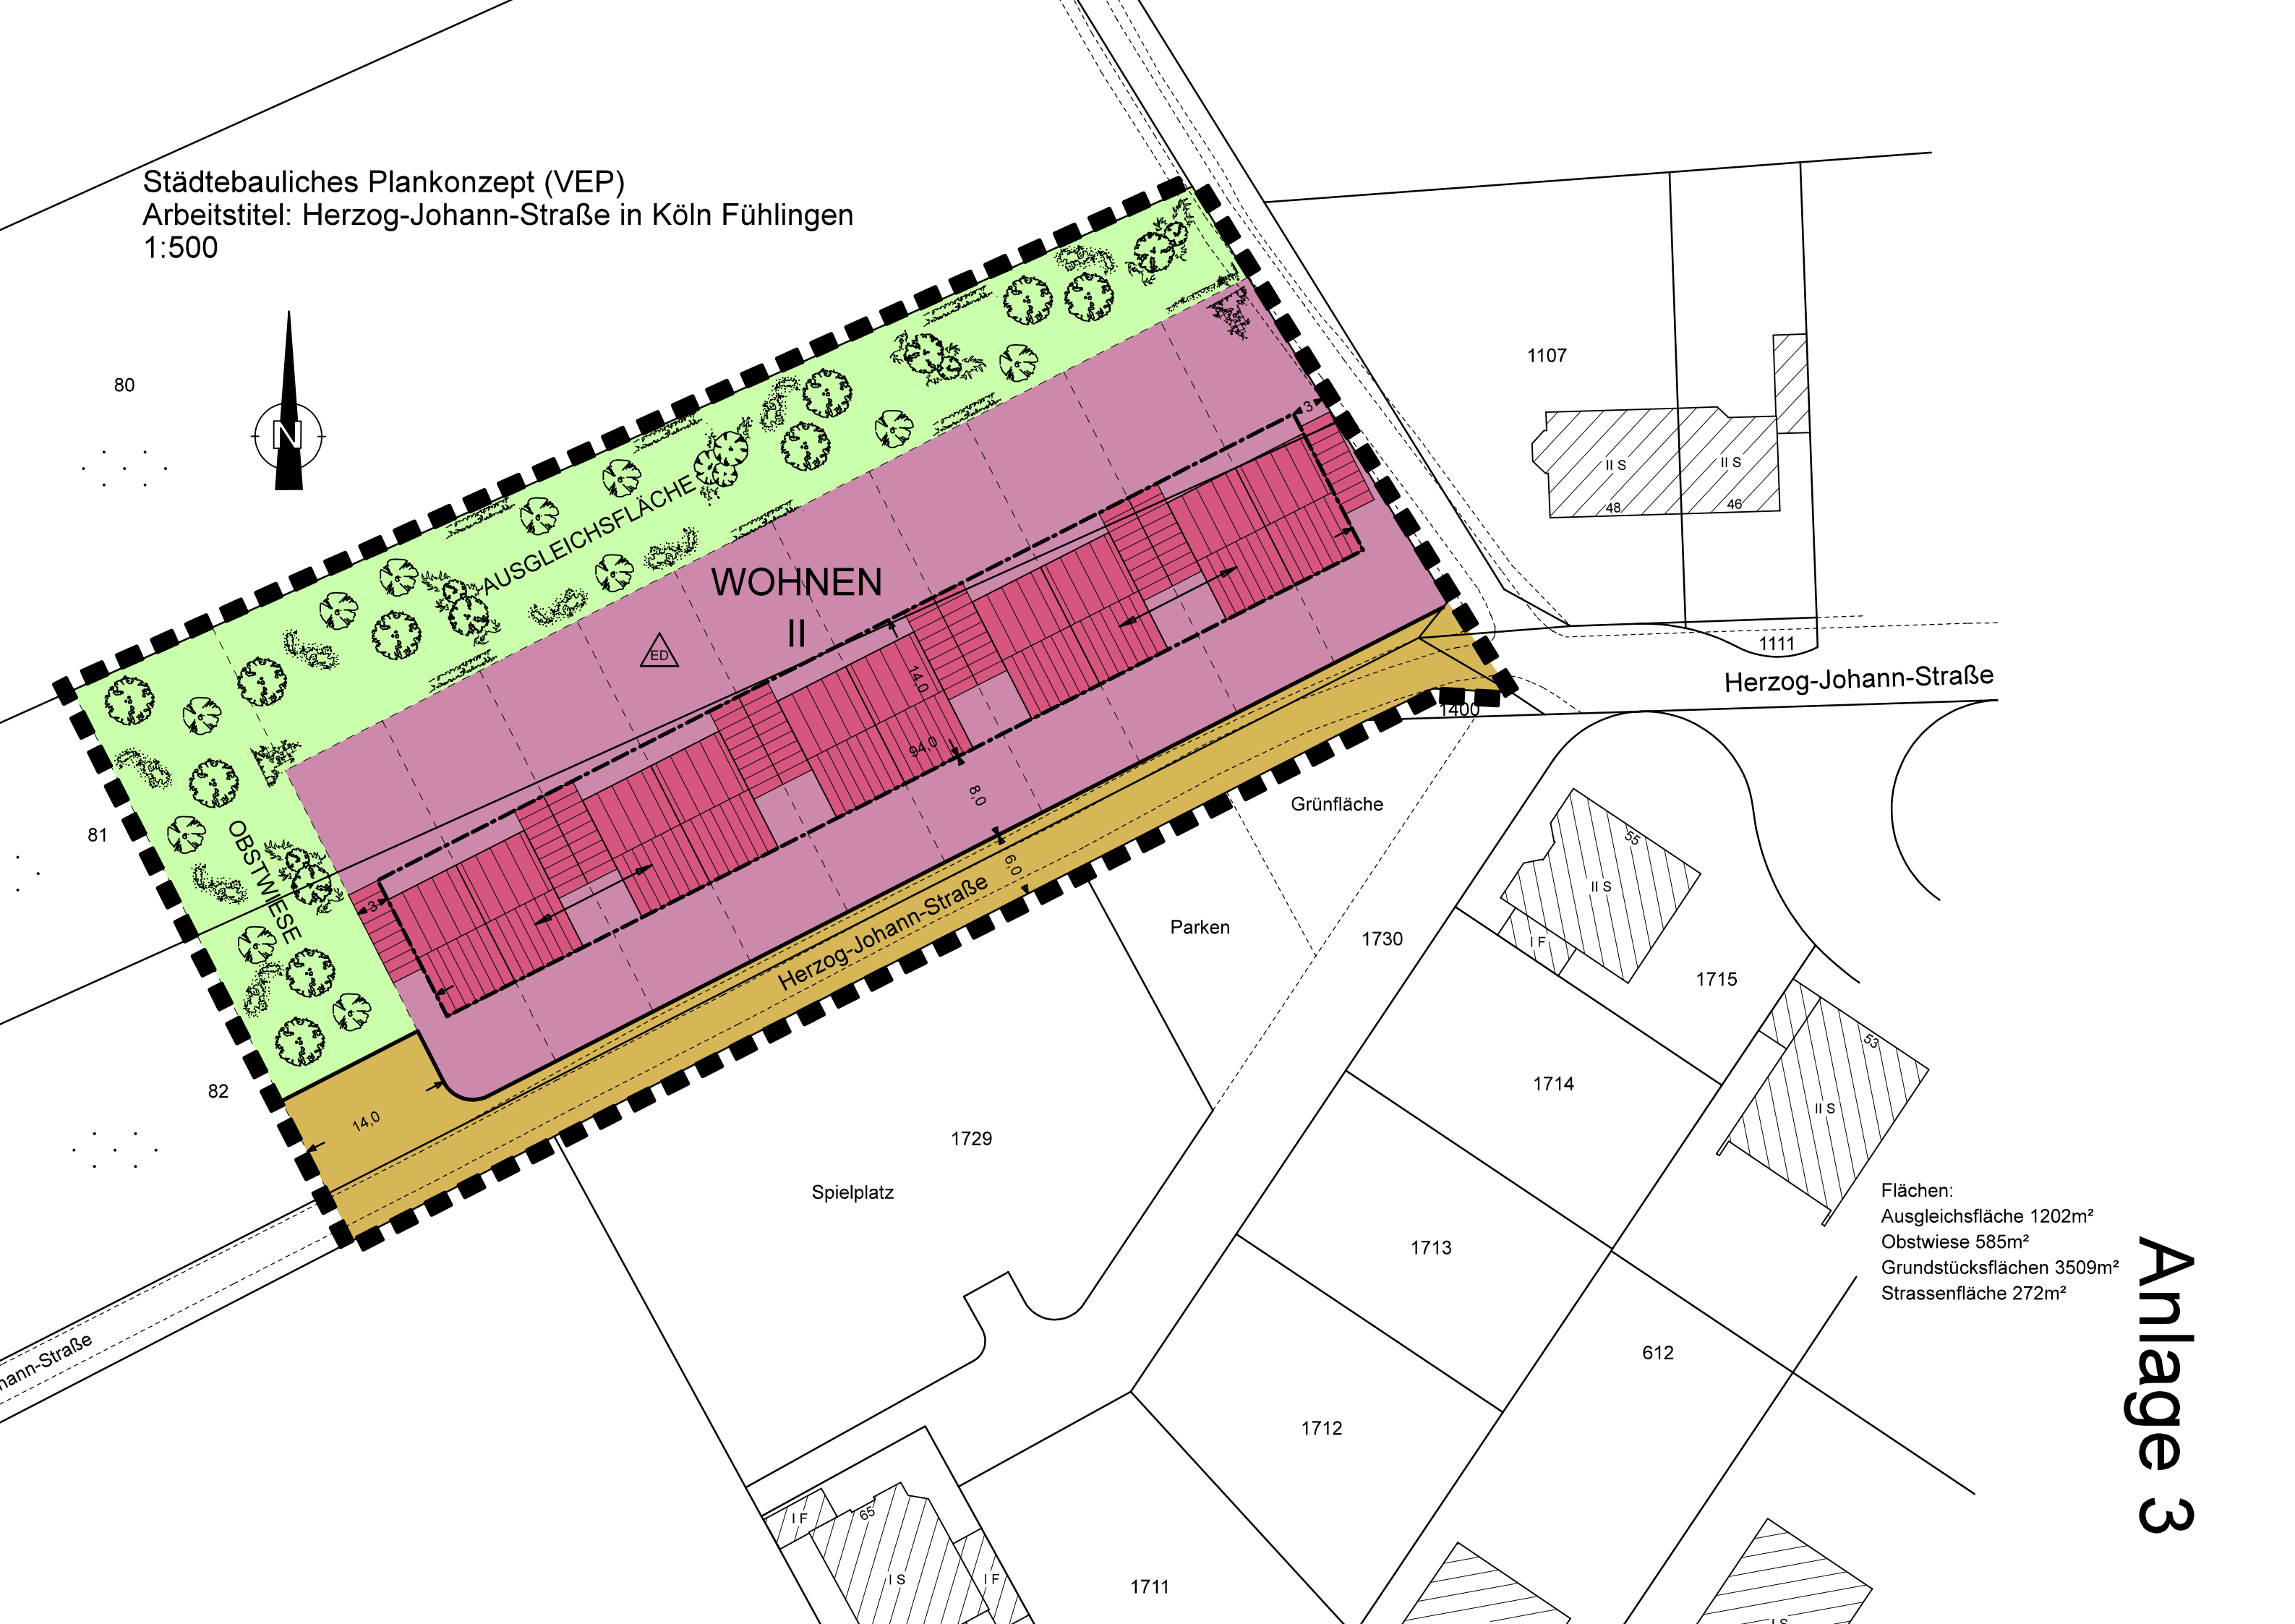 Städtebauliches Plankonzept (VEP)
Arbeitstitel: Herzog-Johann-Straße in Köln Fühlingen
1:500
80
N
1107
II S
II S
48
46
AUSGLEICHSFLÄCHE
WOHNEN
II
ED
3
14,0
94,0
8,0
6,0
3
1111
Herzog-Johann-Straße
1400
81
OBSTWIESE
Herzog-Johann-Straße
Grünfläche
Parken
1730
55
II S
I F
1715
53
II S
82
14,0
1714
1729
Spielplatz
1713
612
1712
Flächen:
Ausgleichsfläche 1202m²
Obstwiese 585m²
Grundstücksflächen 3509m²
Strassenfläche 272m²
Anlage 3
hann-Straße
I F
65
I S
I F
1711
I S